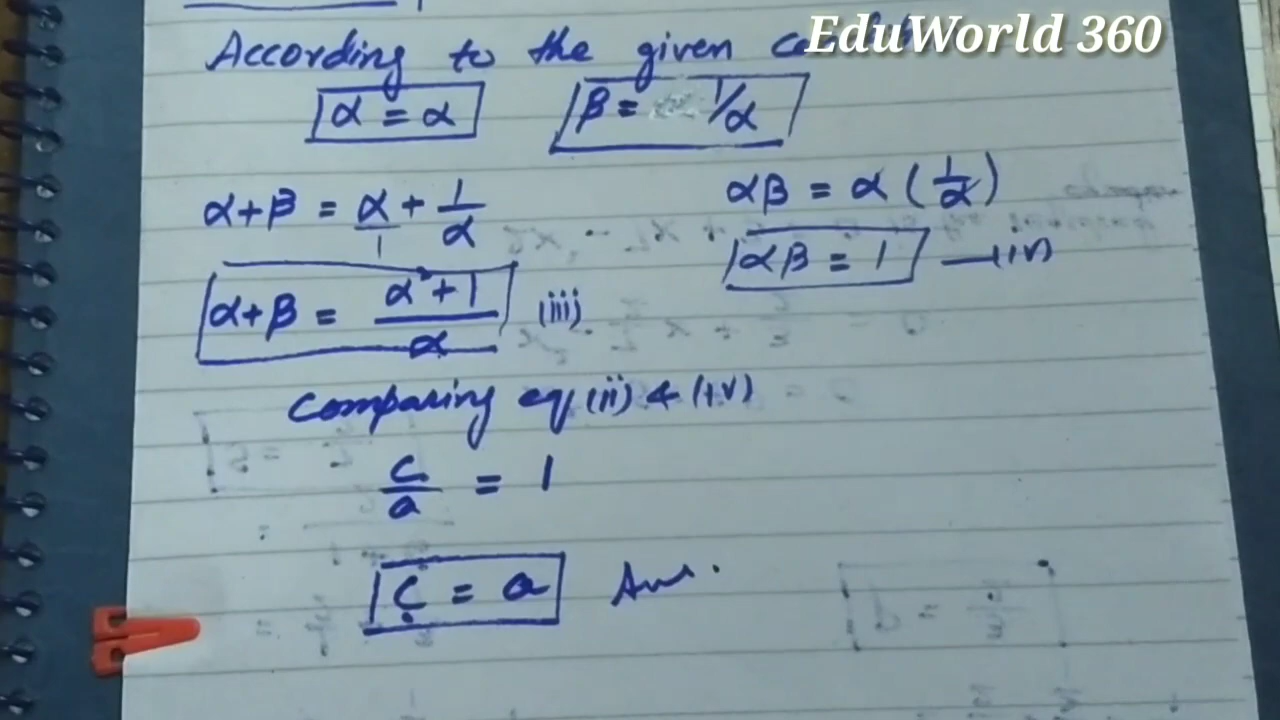 EduWorld 360
According to the given
α = α
β = 1/α
α+β = α/1 + 1/α
αβ = α (1/α)
αβ = 1 —(iv)
α+β = (α²+1)/α (iii)
Comparing eq (ii) & (iv)
c/a = 1
c = a Ans.